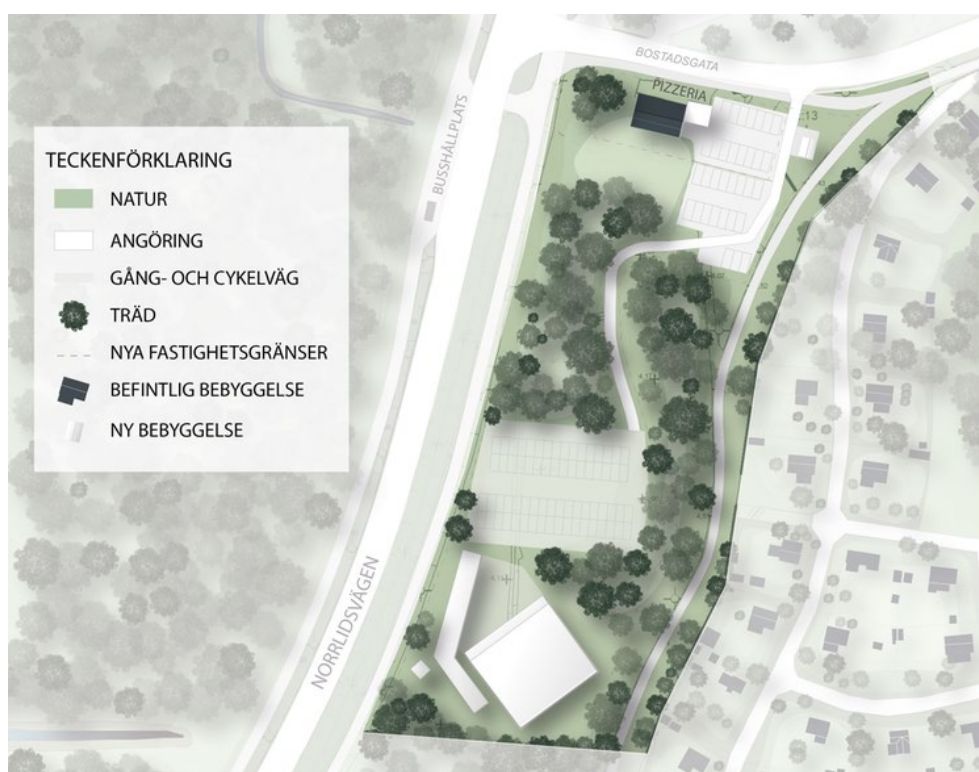 BOSTADSGATA
PIZZERIA
BUSSHÅLLPLATS
TECKENFÖRKLARING
NATUR
ANGÖRING
GÅNG- OCH CYKELVÄG
TRÄD
NYA FASTIGHETSGRÄNSER
BEFINTLIG BEBYGGELSE
NY BEBYGGELSE
NORRLIDSVÄGEN